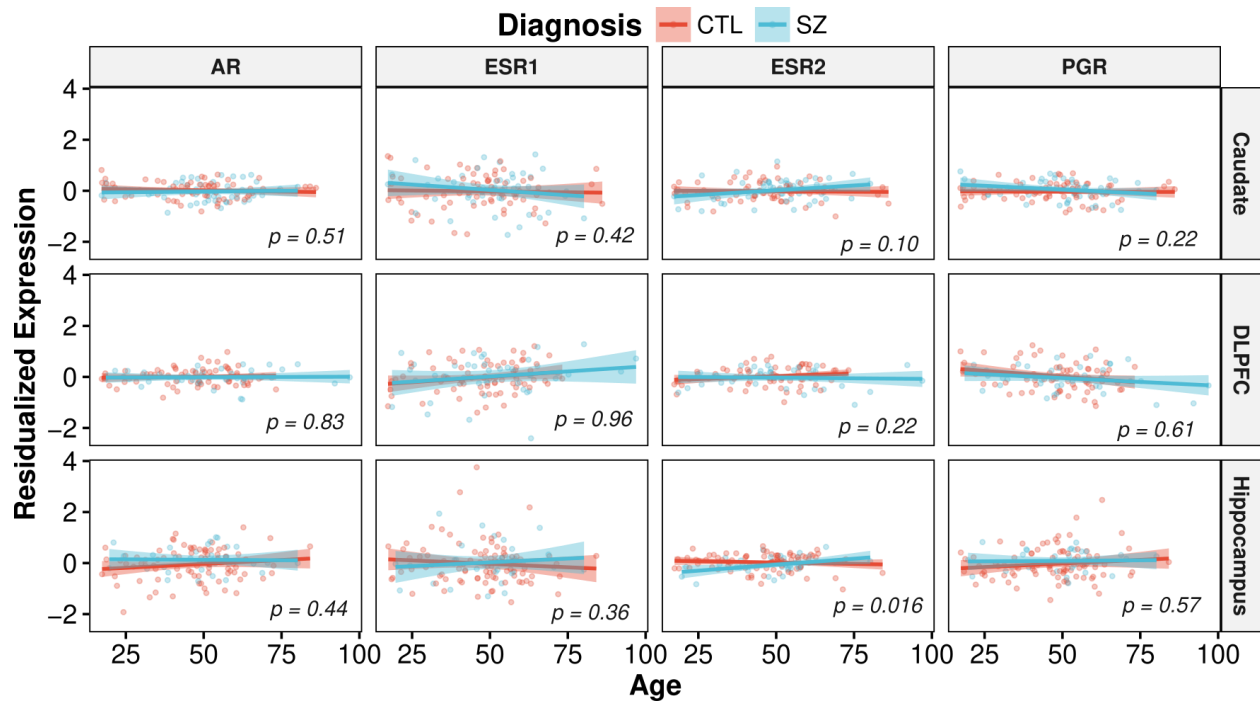 Diagnosis CTL SZ
AR ESR1 ESR2 PGR
Residualized Expression
4
2
0
−2
p = 0.51 p = 0.42 p = 0.10 p = 0.22
Caudate
4
2
0
−2
p = 0.83 p = 0.96 p = 0.22 p = 0.61
DLPFC
4
2
0
−2
p = 0.44 p = 0.36 p = 0.016 p = 0.57
Hippocampus
25 50 75 100 25 50 75 100 25 50 75 100 25 50 75 100
Age